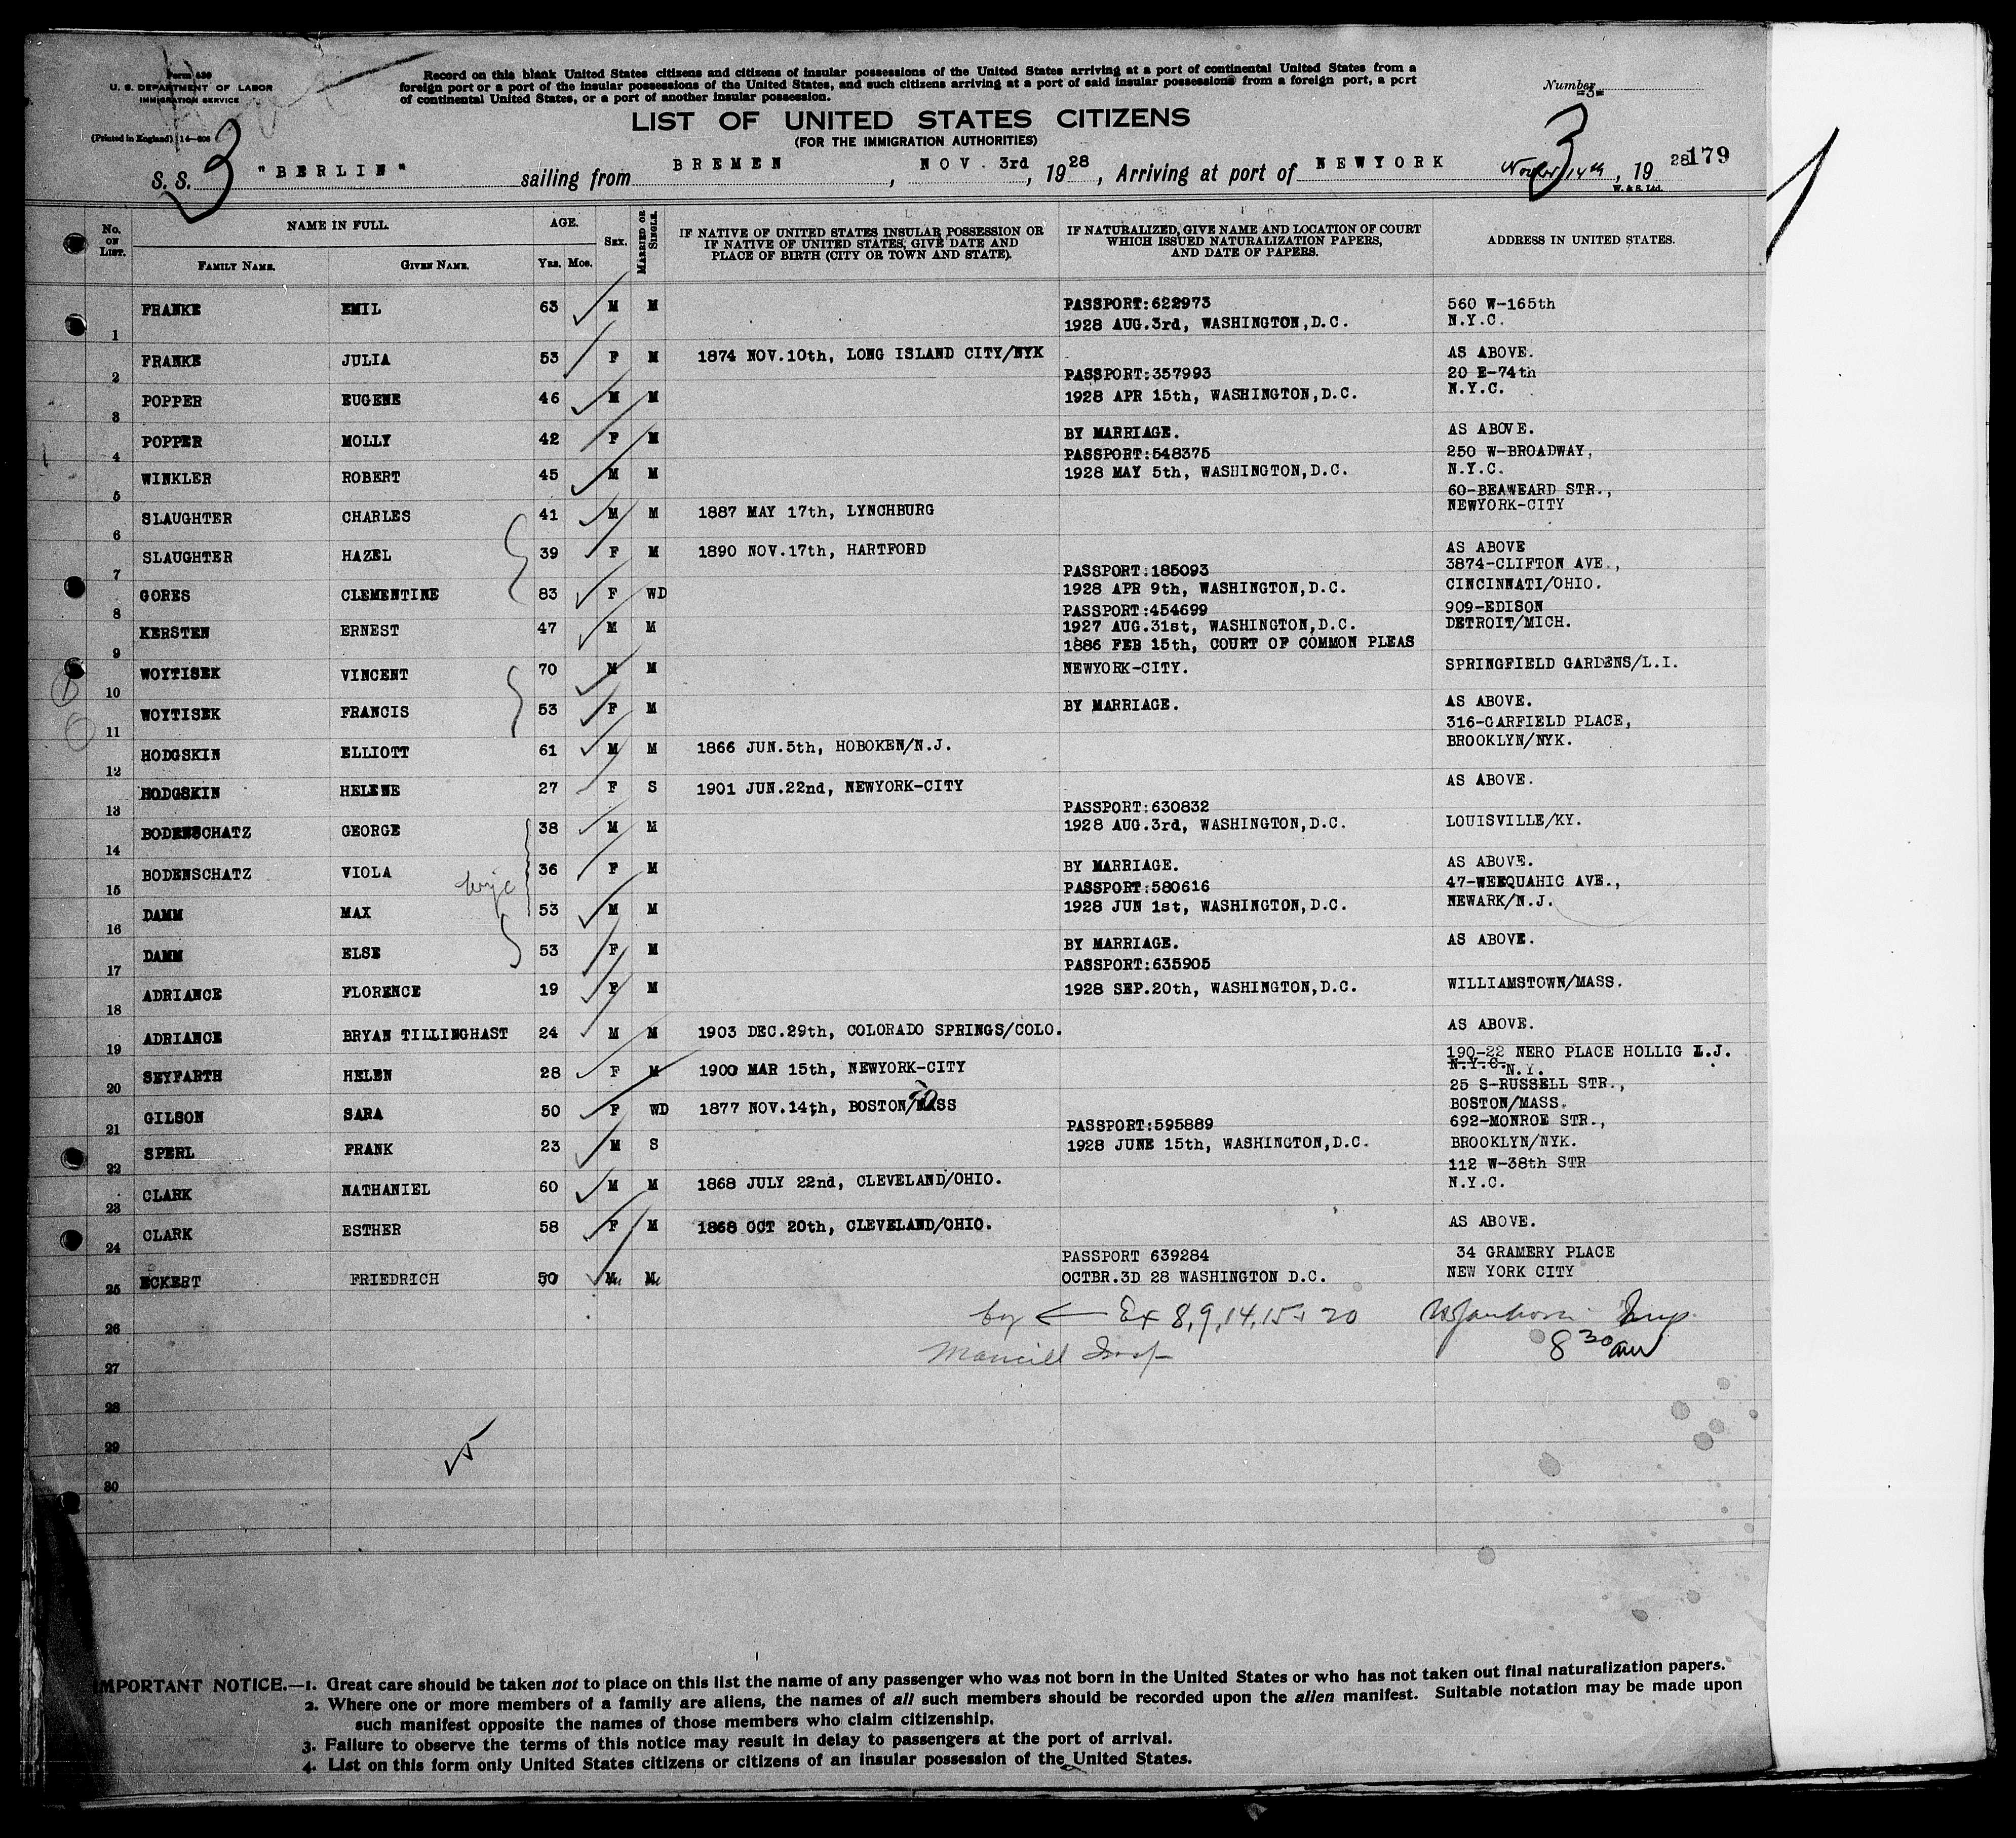 Form 630
U. S. DEPARTMENT OF LABOR
IMMIGRATION SERVICE
(Printed in England) 14—606
Record on this blank United States citizens and citizens of insular possessions of the United States arriving at a port of continental United States from a
foreign port or a port of the insular possessions of the United States, and such citizens arriving at a port of said insular possessions from a foreign port, a port
of continental United States, or a port of another insular possession.
Number
=3=
LIST OF UNITED STATES CITIZENS
(FOR THE IMMIGRATION AUTHORITIES)
3
3
179
S. S. "BERLIN" sailing from BREMEN, NOV. 3rd, 1928, Arriving at port of NEWYORK 14th, 1928
W. & S. Ltd.
No. ON LIST. NAME IN FULL. AGE. SEX. MARRIED OR SINGLE. IF NATIVE OF UNITED STATES INSULAR POSSESSION OR IF NATIVE OF UNITED STATES, GIVE DATE AND PLACE OF BIRTH (CITY OR TOWN AND STATE). IF NATURALIZED, GIVE NAME AND LOCATION OF COURT WHICH ISSUED NATURALIZATION PAPERS, AND DATE OF PAPERS. ADDRESS IN UNITED STATES.
FAMILY NAME. GIVEN NAME. YRS. MOS.
1 FRANKE EMIL 63 M M PASSPORT:622973 1928 AUG.3rd, WASHINGTON,D.C. 560 W-165th N.Y.C.
2 FRANKE JULIA 53 F M 1874 NOV.10th, LONG ISLAND CITY/NYK AS ABOVE.
3 POPPER EUGENE 46 M M PASSPORT:357993 1928 APR 15th, WASHINGTON,D.C. 20 E-74th N.Y.C.
4 POPPER MOLLY 42 F M BY MARRIAGE. AS ABOVE.
5 WINKLER ROBERT 45 M M PASSPORT:548375 1928 MAY 5th, WASHINGTON,D.C. 250 W-BROADWAY, N.Y.C.
6 SLAUGHTER CHARLES 41 M M 1887 MAY 17th, LYNCHBURG 60-BEAWEARD STR., NEWYORK-CITY
7 SLAUGHTER HAZEL 39 F M 1890 NOV.17th, HARTFORD AS ABOVE
8 GORES CLEMENTINE 83 F WD PASSPORT:185093 1928 APR 9th, WASHINGTON,D.C. 3874-CLIFTON AVE., CINCINNATI/OHIO.
9 KERSTEN ERNEST 47 M M PASSPORT:454699 1927 AUG.31st, WASHINGTON,D.C. 909-EDISON DETROIT/MICH.
10 WOYTISEK VINCENT 70 M M 1886 FEB 15th, COURT OF COMMON PLEAS NEWYORK-CITY. SPRINGFIELD GARDENS/L.I.
11 WOYTISEK FRANCIS 53 F M BY MARRIAGE. AS ABOVE.
12 HODGSKIN ELLIOTT 61 M M 1866 JUN.5th, HOBOKEN/N.J. 316-GARFIELD PLACE, BROOKLYN/NYK.
13 HODGSKIN HELENE 27 F S 1901 JUN.22nd, NEWYORK-CITY AS ABOVE.
14 BODENSCHATZ GEORGE 38 M M PASSPORT:630832 1928 AUG.3rd, WASHINGTON,D.C. LOUISVILLE/KY.
15 BODENSCHATZ VIOLA 36 F M BY MARRIAGE. AS ABOVE.
16 DAMM MAX 53 M M PASSPORT:580616 1928 JUN 1st, WASHINGTON,D.C. 47-WEEQUAHIC AVE., NEWARK/N.J.
17 DAMM ELSE 53 F M BY MARRIAGE. AS ABOVE.
18 ADRIANCE FLORENCE 19 F M PASSPORT:635905 1928 SEP.20th, WASHINGTON,D.C. WILLIAMSTOWN/MASS.
19 ADRIANCE BRYAN TILLINGHAST 24 M M 1903 DEC.29th, COLORADO SPRINGS/COLO. AS ABOVE.
20 SEYFARTH HELEN 28 F M 1900 MAR 15th, NEWYORK-CITY 190-22 NERO PLACE HOLLIG L.J. N.Y.C. N.Y.
21 GILSON SARA 50 F WD 1877 NOV.14th, BOSTON/MASS 25 S-RUSSELL STR., BOSTON/MASS.
22 SPERL FRANK 23 M S PASSPORT:595889 1928 JUNE 15th, WASHINGTON,D.C. 692-MONROE STR., BROOKLYN/NYK.
23 CLARK NATHANIEL 60 M M 1868 JULY 22nd, CLEVELAND/OHIO. 112 W-38th STR N.Y.C.
24 CLARK ESTHER 58 F M 1868 OCT 20th, CLEVELAND/OHIO. AS ABOVE.
25 ECKERT FRIEDRICH 50 M M PASSPORT 639284 OCTBR.3D 28 WASHINGTON D.C. 34 GRAMERY PLACE NEW YORK CITY
26 Ex 8,9,14,15+20
8 30 am
27
28
29
30
IMPORTANT NOTICE.—1. Great care should be taken not to place on this list the name of any passenger who was not born in the United States or who has not taken out final naturalization papers.
2. Where one or more members of a family are aliens, the names of all such members should be recorded upon the alien manifest. Suitable notation may be made upon
such manifest opposite the names of those members who claim citizenship.
3. Failure to observe the terms of this notice may result in delay to passengers at the port of arrival.
4. List on this form only United States citizens or citizens of an insular possession of the United States.